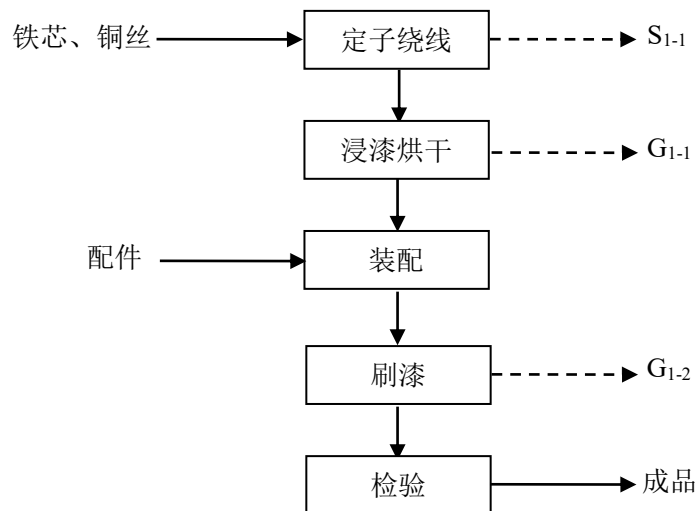 铁芯、铜丝 定子绕线 S1-1
浸漆烘干 G1-1
配件 装配
刷漆 G1-2
检验 成品